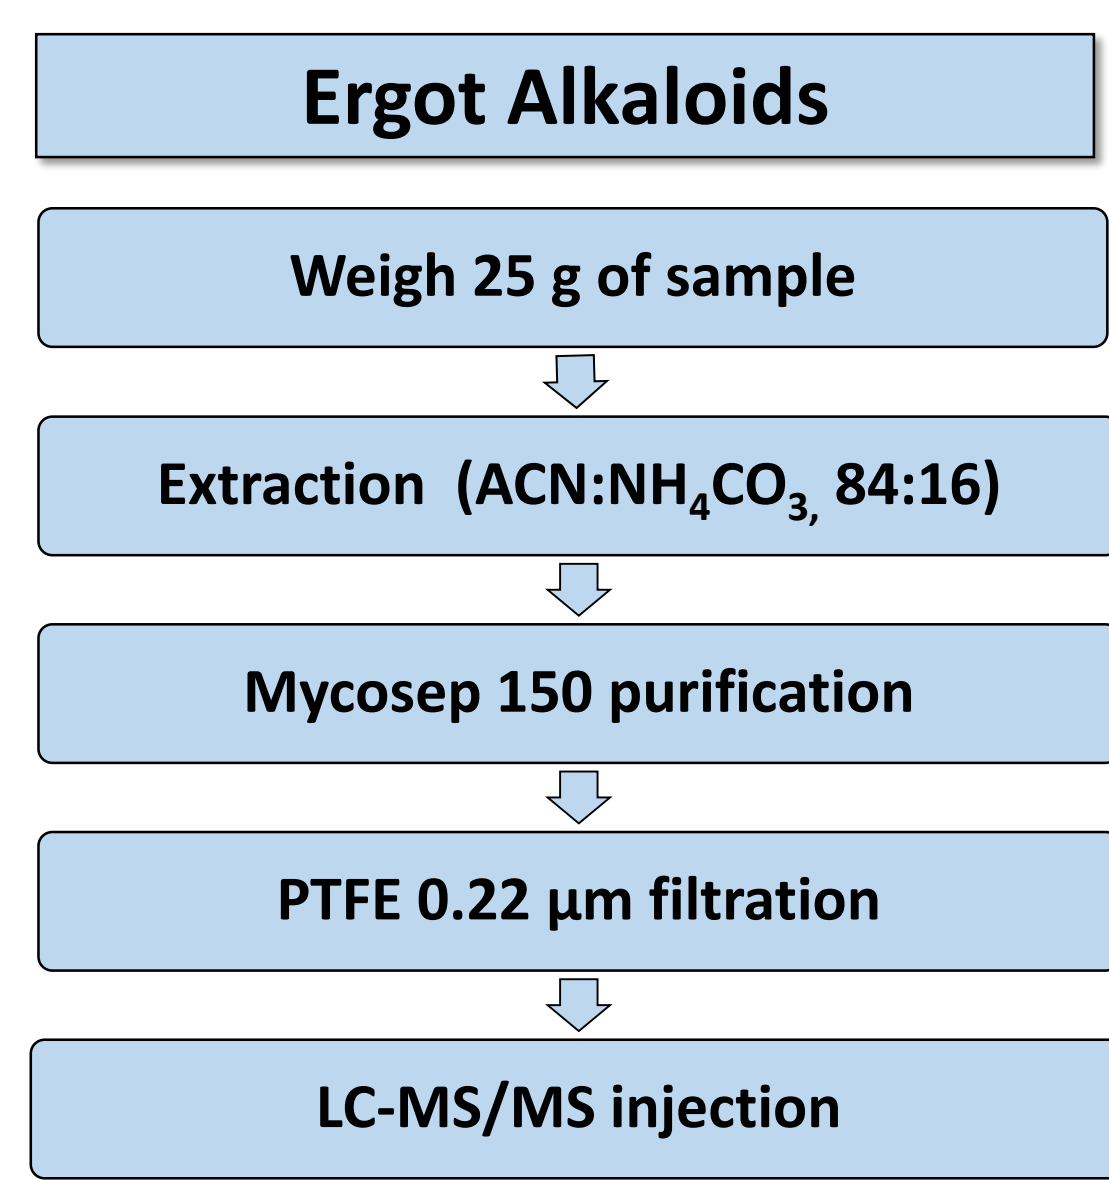 Ergot Alkaloids
Weigh 25 g of sample
Extraction (ACN:NH₄CO₃, 84:16)
Mycosep 150 purification
PTFE 0.22 µm filtration
LC-MS/MS injection